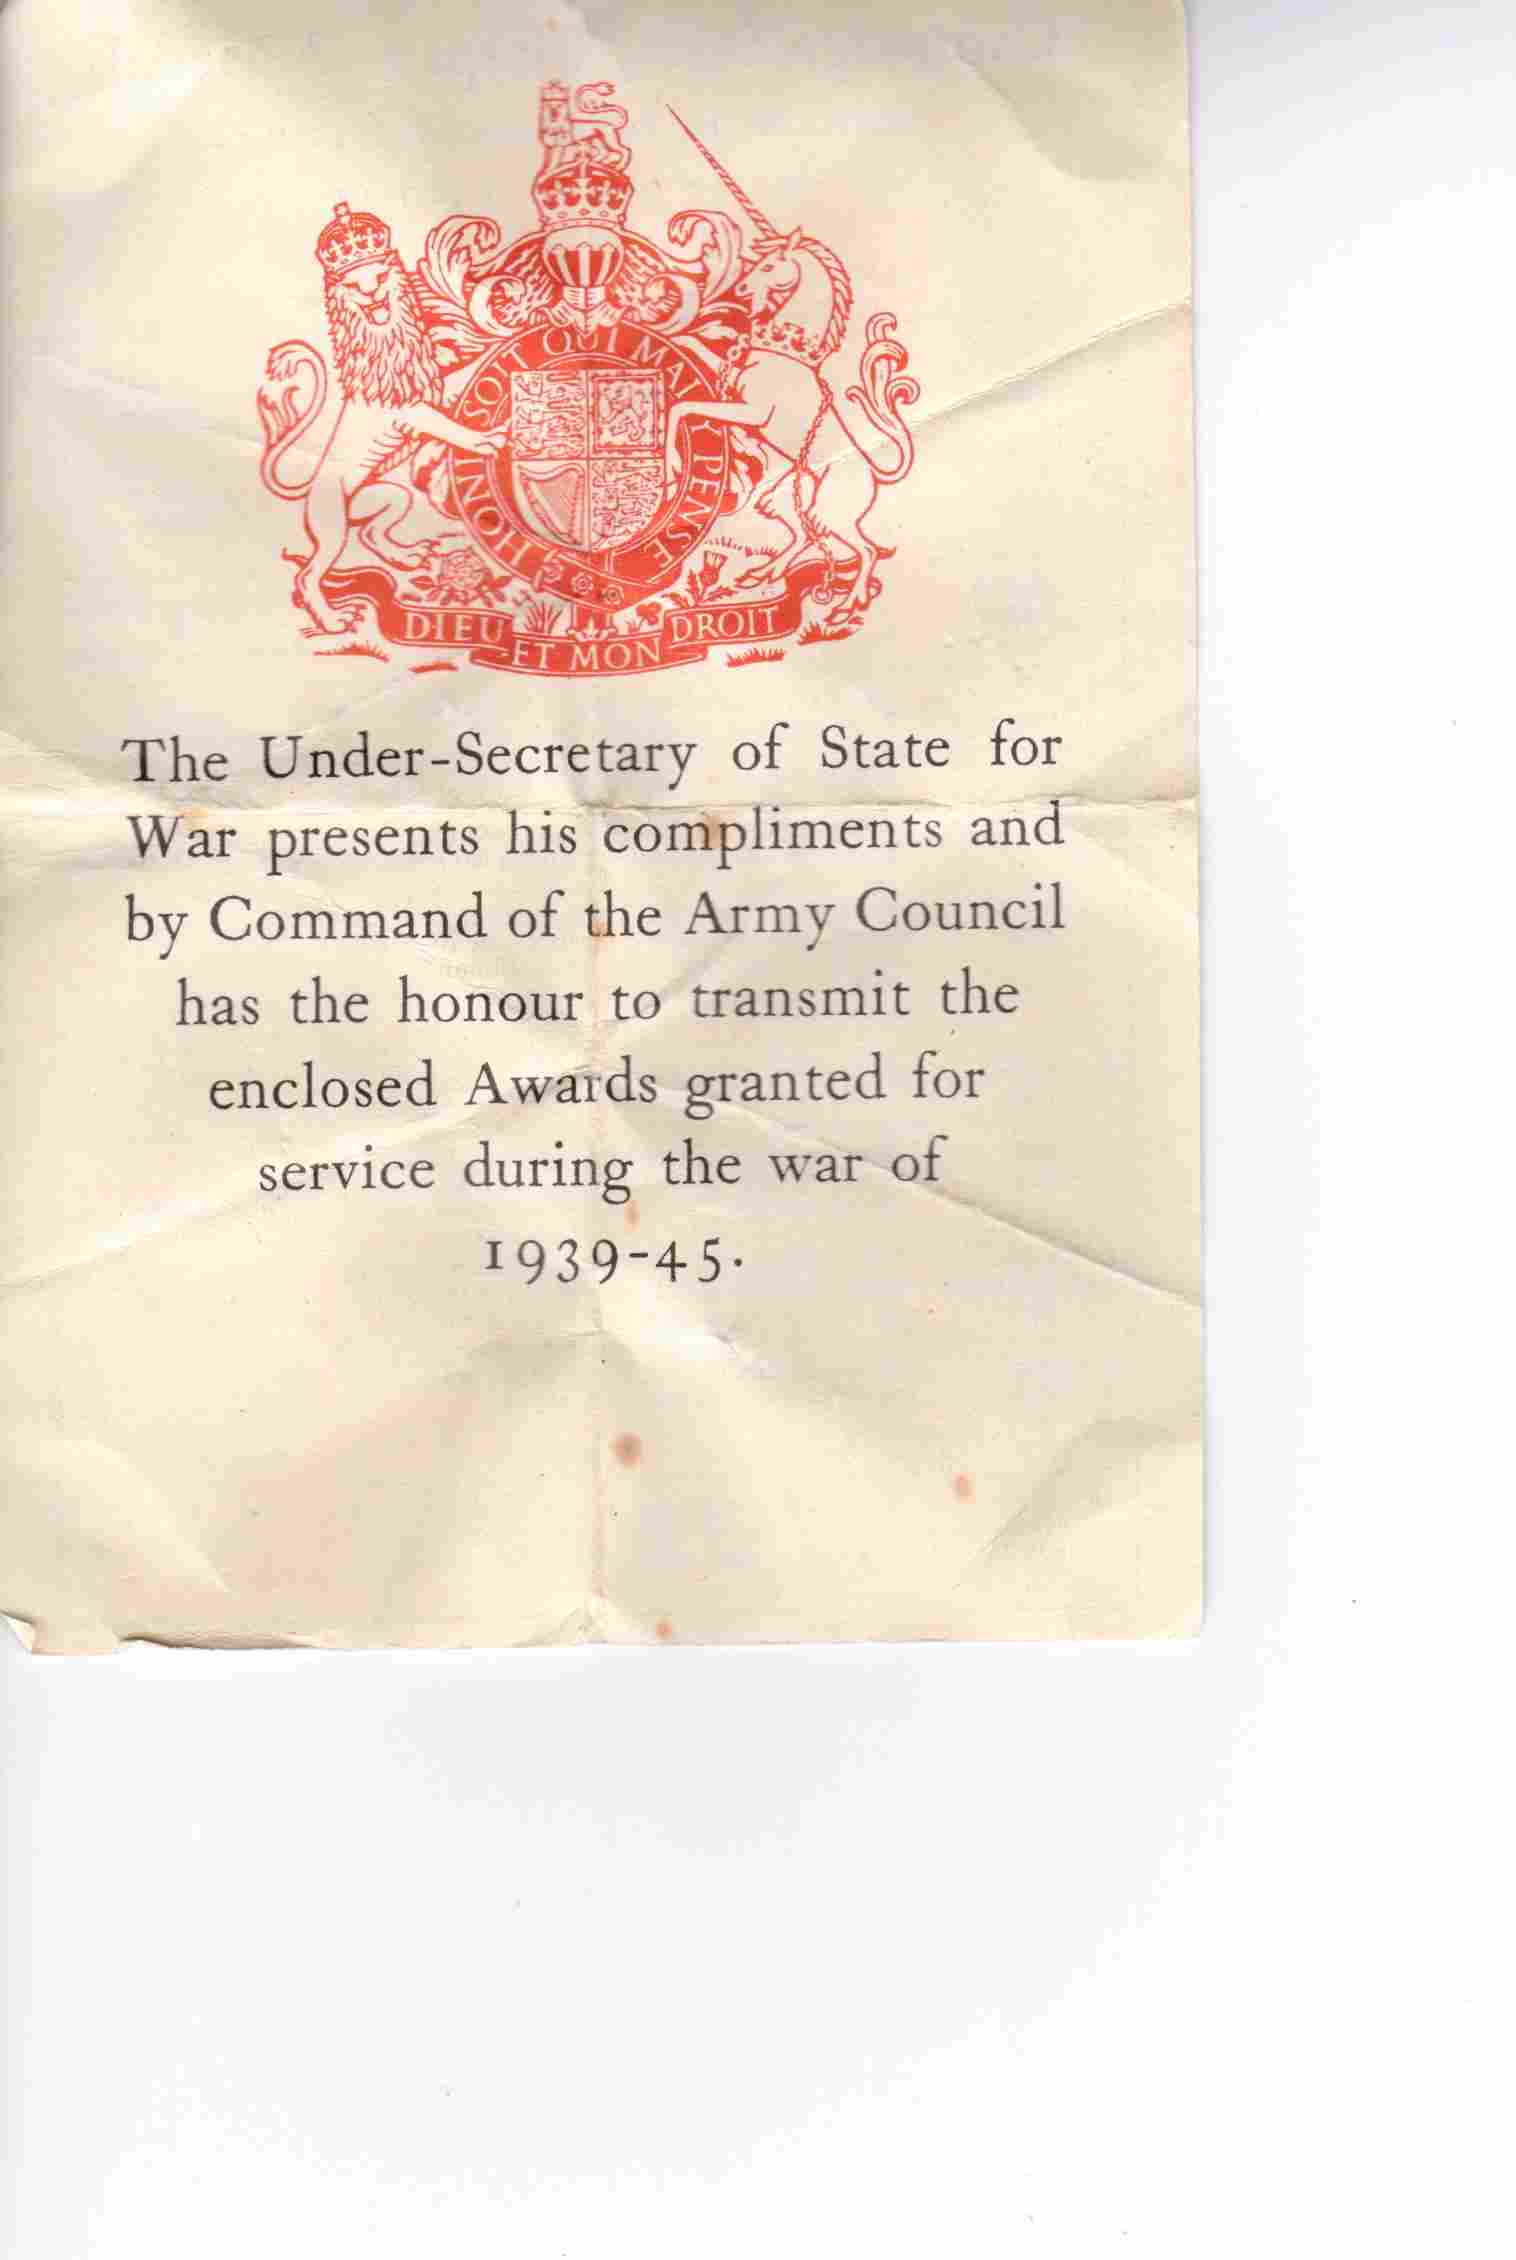 HONI SOIT QUI MAL Y PENSE
DIEU ET MON DROIT
The Under-Secretary of State for
War presents his compliments and
by Command of the Army Council
has the honour to transmit the
enclosed Awards granted for
service during the war of
1939-45.